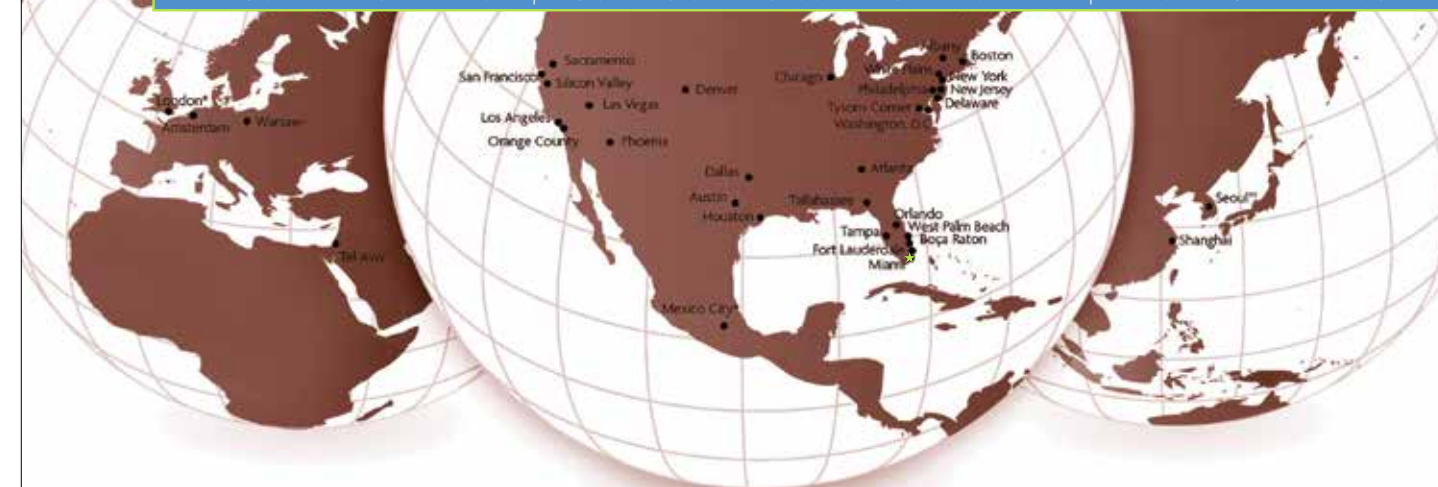 London*
Amsterdam
Warsaw
Tel Aviv
Sacramento
San Francisco
Silicon Valley
Las Vegas
Los Angeles
Orange County
Phoenix
Denver
Dallas
Austin
Houston
Mexico City*
Chicago
Albany
Boston
White Plains
New York
Philadelphia
New Jersey
Delaware
Tysons Corner
Washington, D.C.
Atlanta
Tallahassee
Orlando
West Palm Beach
Tampa
Boca Raton
Fort Lauderdale
Miami
Seoul
Shanghai